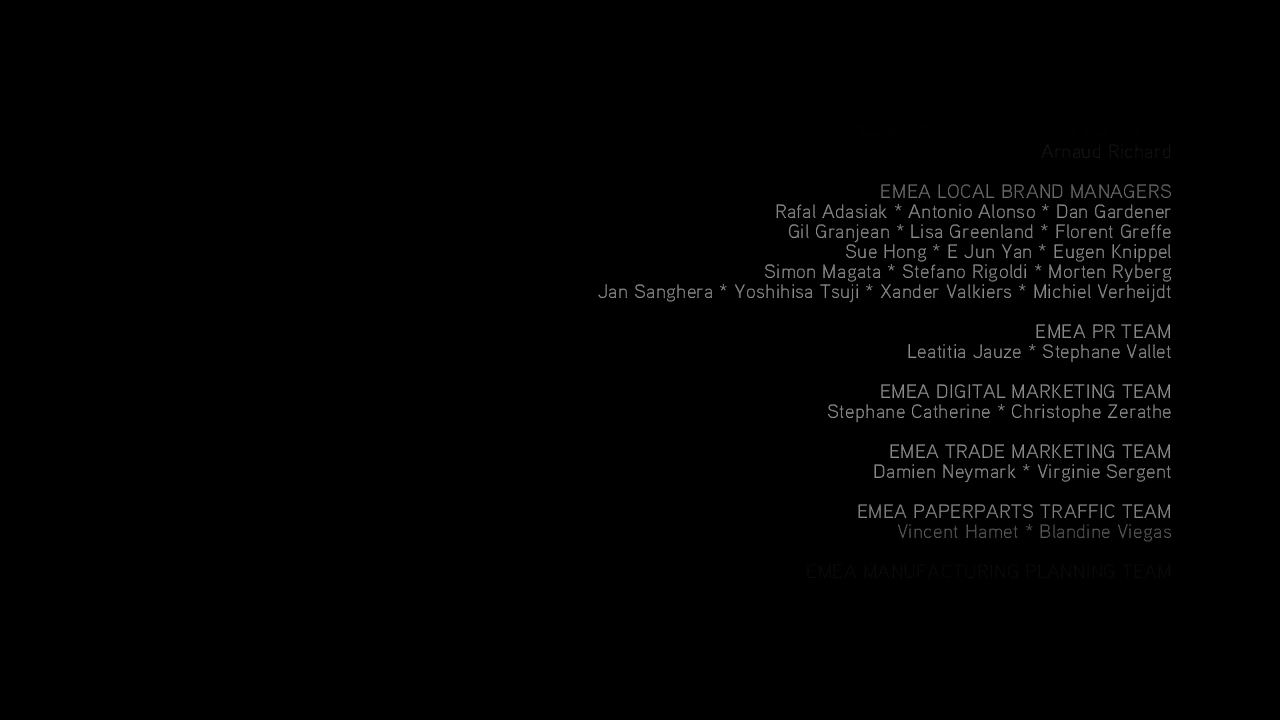 Arnaud Richard
EMEA LOCAL BRAND MANAGERS
Rafal Adasiak * Antonio Alonso * Dan Gardener
Gil Granjean * Lisa Greenland * Florent Greffe
Sue Hong * E Jun Yan * Eugen Knippel
Simon Magata * Stefano Rigoldi * Morten Ryberg
Jan Sanghera * Yoshihisa Tsuji * Xander Valkiers * Michiel Verheijdt
EMEA PR TEAM
Leatitia Jauze * Stephane Vallet
EMEA DIGITAL MARKETING TEAM
Stephane Catherine * Christophe Zerathe
EMEA TRADE MARKETING TEAM
Damien Neymark * Virginie Sergent
EMEA PAPERPARTS TRAFFIC TEAM
Vincent Hamet * Blandine Viegas
EMEA MANUFACTURING PLANNING TEAM